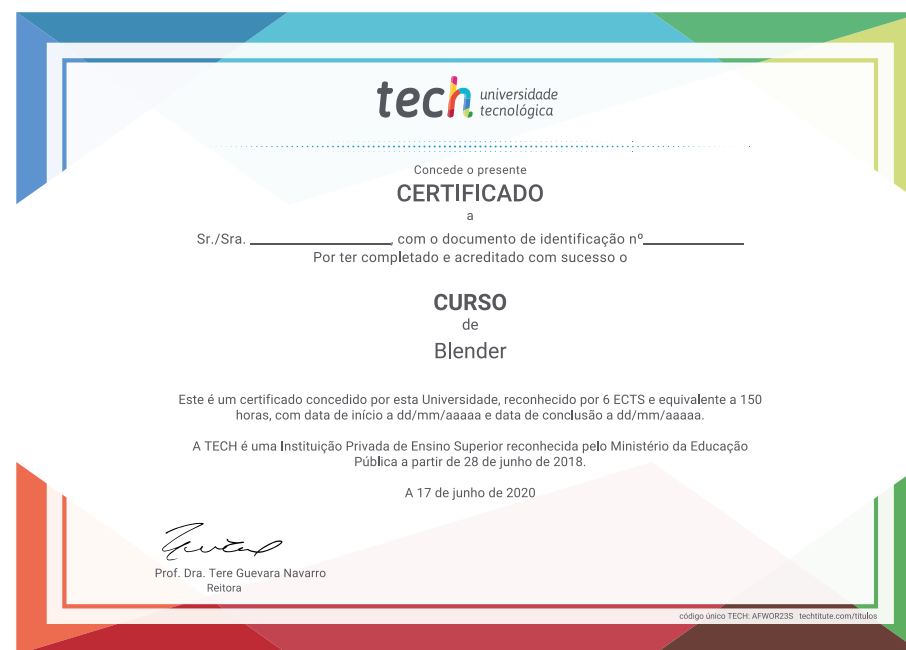 tech universidade
tecnológica
Concede o presente
CERTIFICADO
a
Sr./Sra. ________________, com o documento de identificação nº____________
Por ter completado e acreditado com sucesso o
CURSO
de
Blender
Este é um certificado concedido por esta Universidade, reconhecido por 6 ECTS e equivalente a 150
horas, com data de início a dd/mm/aaaaa e data de conclusão a dd/mm/aaaaa.
A TECH é uma Instituição Privada de Ensino Superior reconhecida pelo Ministério da Educação
Pública a partir de 28 de junho de 2018.
A 17 de junho de 2020
Prof. Dra. Tere Guevara Navarro
Reitora
código único TECH: AFWOR23S techtitute.com/titulos